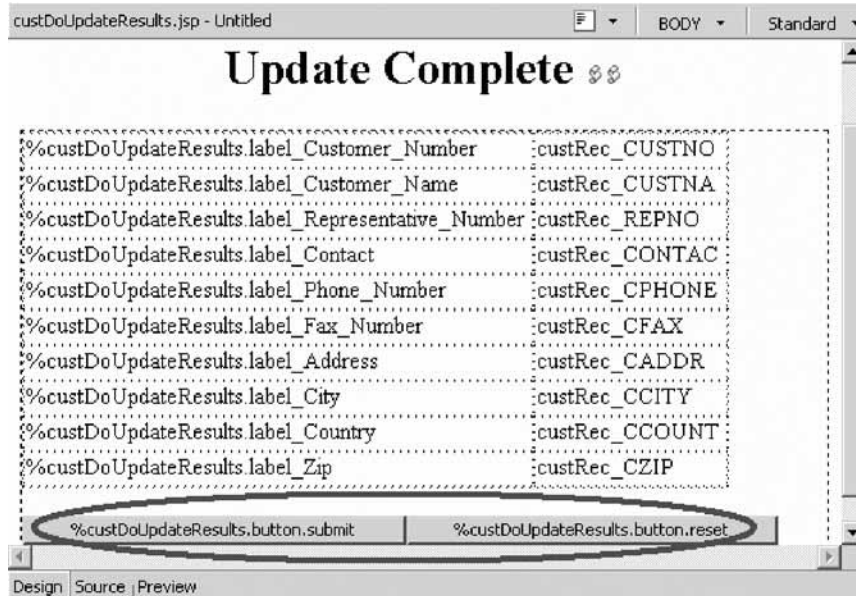 custDoUpdateResults.jsp - Untitled BODY Standard
Update Complete
%custDoUpdateResults.label_Customer_Number custRec_CUSTNO
%custDoUpdateResults.label_Customer_Name custRec_CUSTNA
%custDoUpdateResults.label_Representative_Number custRec_REPNO
%custDoUpdateResults.label_Contact custRec_CONTAC
%custDoUpdateResults.label_Phone_Number custRec_CPHONE
%custDoUpdateResults.label_Fax_Number custRec_CFAX
%custDoUpdateResults.label_Address custRec_CADDR
%custDoUpdateResults.label_City custRec_CCITY
%custDoUpdateResults.label_Country custRec_CCOUNT
%custDoUpdateResults.label_Zip custRec_CZIP
%custDoUpdateResults.button.submit %custDoUpdateResults.button.reset
Design Source Preview